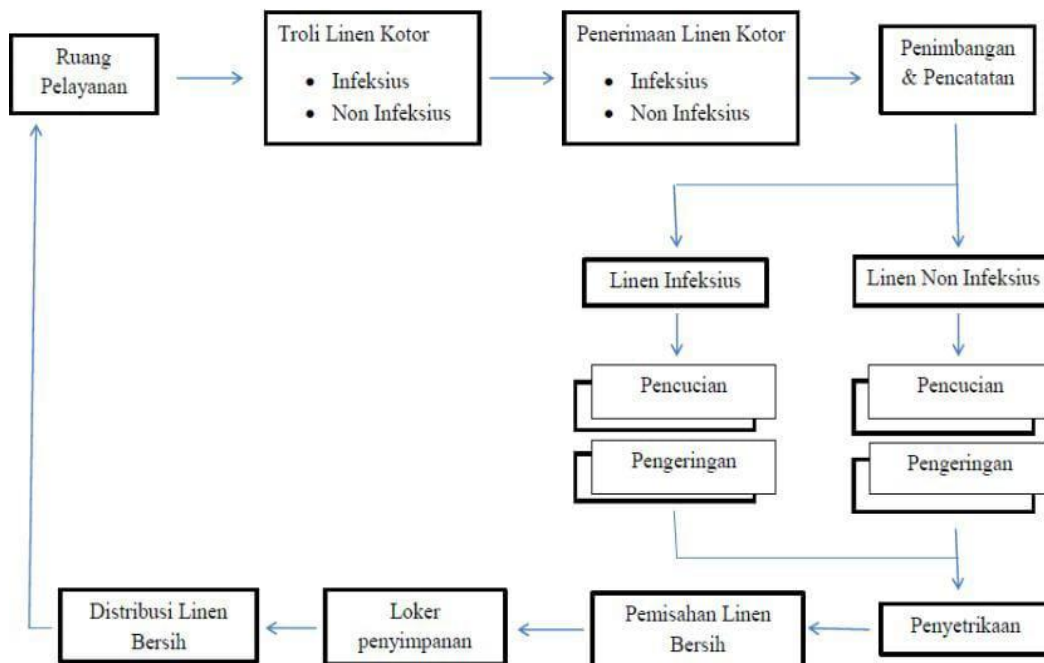 Ruang
Pelayanan
Troli Linen Kotor
• Infeksius
• Non Infeksius
Penerimaan Linen Kotor
• Infeksius
• Non Infeksius
Penimbangan
& Pencatatan
Linen Infeksius
Linen Non Infeksius
Pencucian
Pencucian
Pengeringan
Pengeringan
Distribusi Linen
Bersih
Loker
penyimpanan
Pemisahan Linen
Bersih
Penyetrikaan